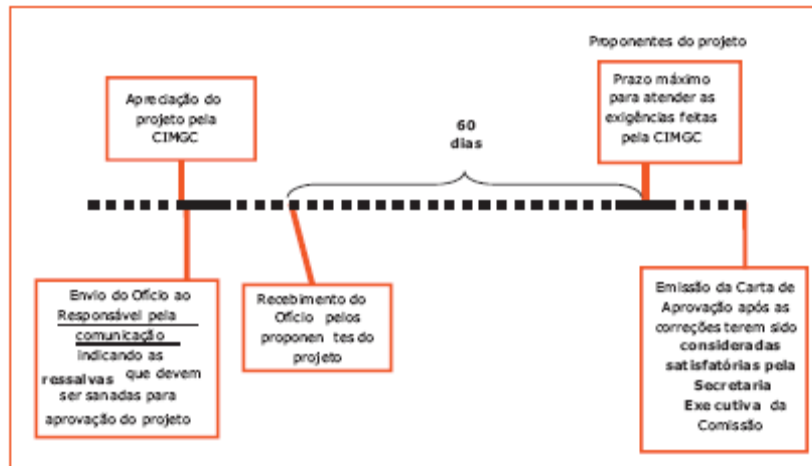 Proponentes do projeto
Apreciação do
projeto pela
CIMGC
60
dias
Prazo máximo
para atender as
exigências feitas
pela CIMGC
Envio do Ofício ao
Responsável pela
comunicação
indicando as
ressalvas que devem
ser sanadas para
aprovação do projeto
Recebimento do
Ofício pelos
proponen tes do
projeto
Emissão da Carta de
Aprovação após as
correções terem sido
consideradas
satisfatórias pela
Secretaria
Executiva da
Comissão